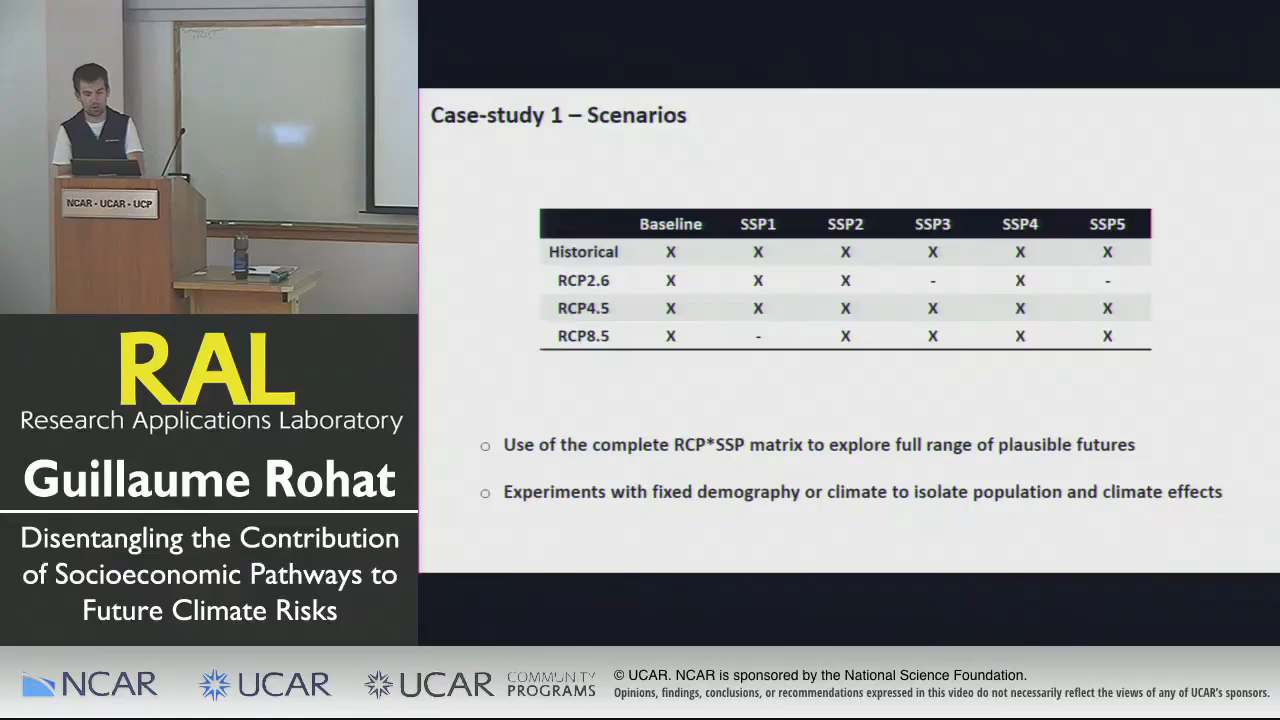 NCAR - UCAR - UCP
RAL
Research Applications Laboratory
Guillaume Rohat
Disentangling the Contribution
of Socioeconomic Pathways to
Future Climate Risks
Case-study 1 – Scenarios
Baseline SSP1 SSP2 SSP3 SSP4 SSP5
Historical X X X X X X
RCP2.6 X X X - X -
RCP4.5 X X X X X X
RCP8.5 X - X X X X
○ Use of the complete RCP*SSP matrix to explore full range of plausible futures
○ Experiments with fixed demography or climate to isolate population and climate effects
NCAR
UCAR
UCAR
COMMUNITY
PROGRAMS
© UCAR. NCAR is sponsored by the National Science Foundation.
Opinions, findings, conclusions, or recommendations expressed in this video do not necessarily reflect the views of any of UCAR's sponsors.